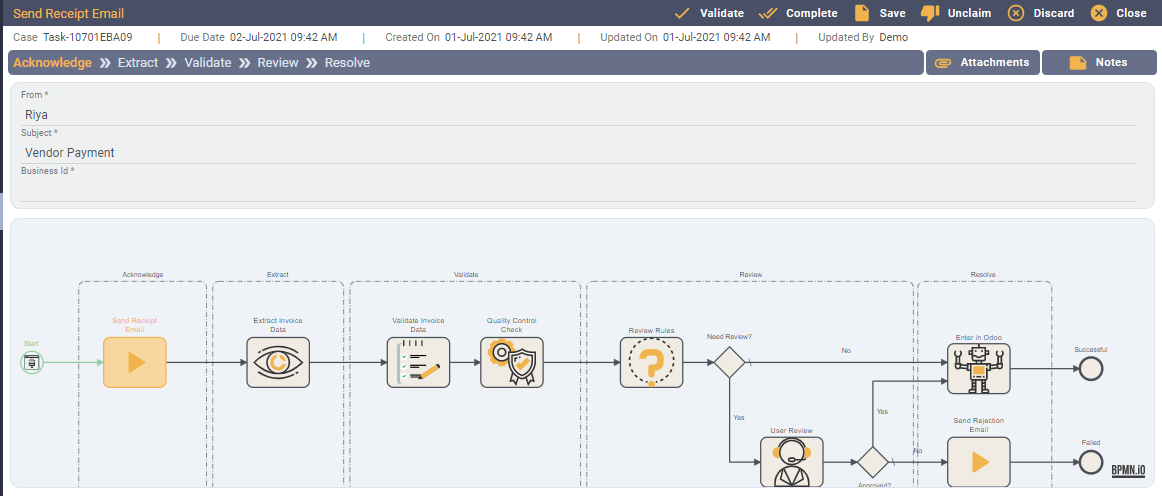 Send Receipt Email
Validate
Complete
Save
Unclaim
Discard
Close
Case Task-10701EBA09 | Due Date 02-Jul-2021 09:42 AM | Created On 01-Jul-2021 09:42 AM | Updated On 01-Jul-2021 09:42 AM | Updated By Demo
Acknowledge » Extract » Validate » Review » Resolve
Attachments
Notes
From *
Riya
Subject *
Vendor Payment
Business Id *
Acknowledge
Extract
Validate
Review
Resolve
Start
Send Receipt
Email
Extract Invoice
Data
Validate Invoice
Data
Quality Control
Check
Review Rules
Need Review?
No
Yes
User Review
Approved?
Yes
No
Enter in Odoo
Send Rejection
Email
Successful
Failed
BPMN.iO